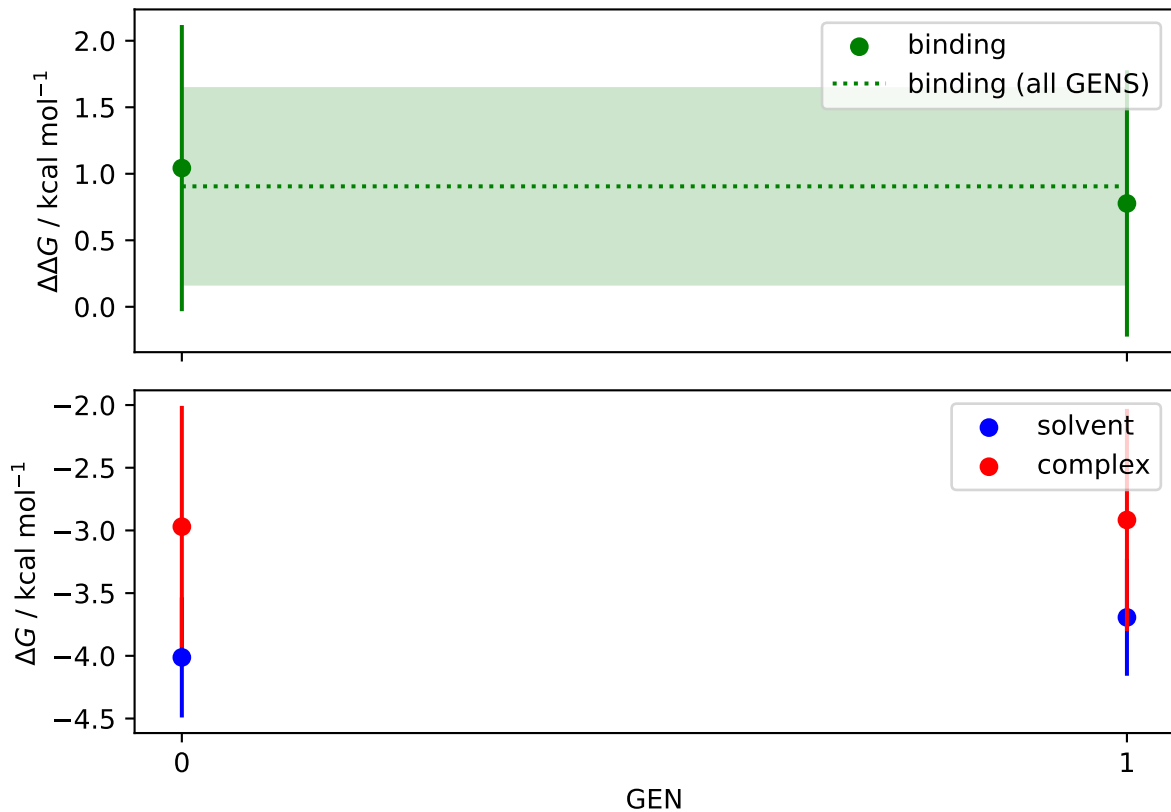 2.0
1.5
1.0
0.5
0.0
ΔΔG / kcal mol⁻¹
binding
binding (all GENS)
−2.0
−2.5
−3.0
−3.5
−4.0
−4.5
ΔG / kcal mol⁻¹
solvent
complex
0
1
GEN